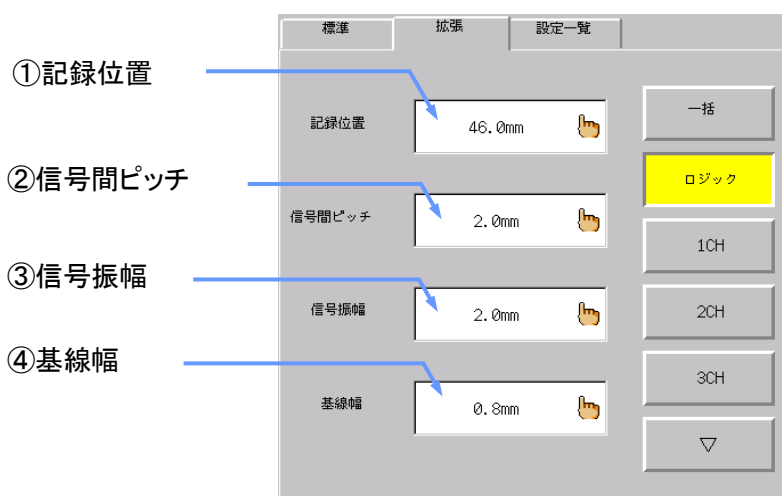 標準 拡張 設定一覧
①記録位置
記録位置 46.0mm 一括
ロジック
②信号間ピッチ
信号間ピッチ 2.0mm 1CH
③信号振幅
信号振幅 2.0mm 2CH
④基線幅
3CH
基線幅 0.8mm
▽